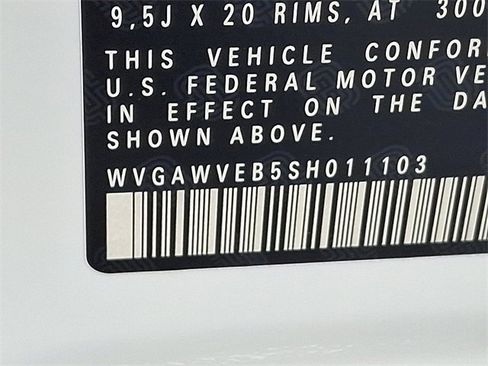 9,5J X 20 RIMS, AT 300
THIS VEHICLE CONFOR
U.S. FEDERAL MOTOR VE
IN EFFECT ON THE DA
SHOWN ABOVE.
WVGAWVEB5SH011103